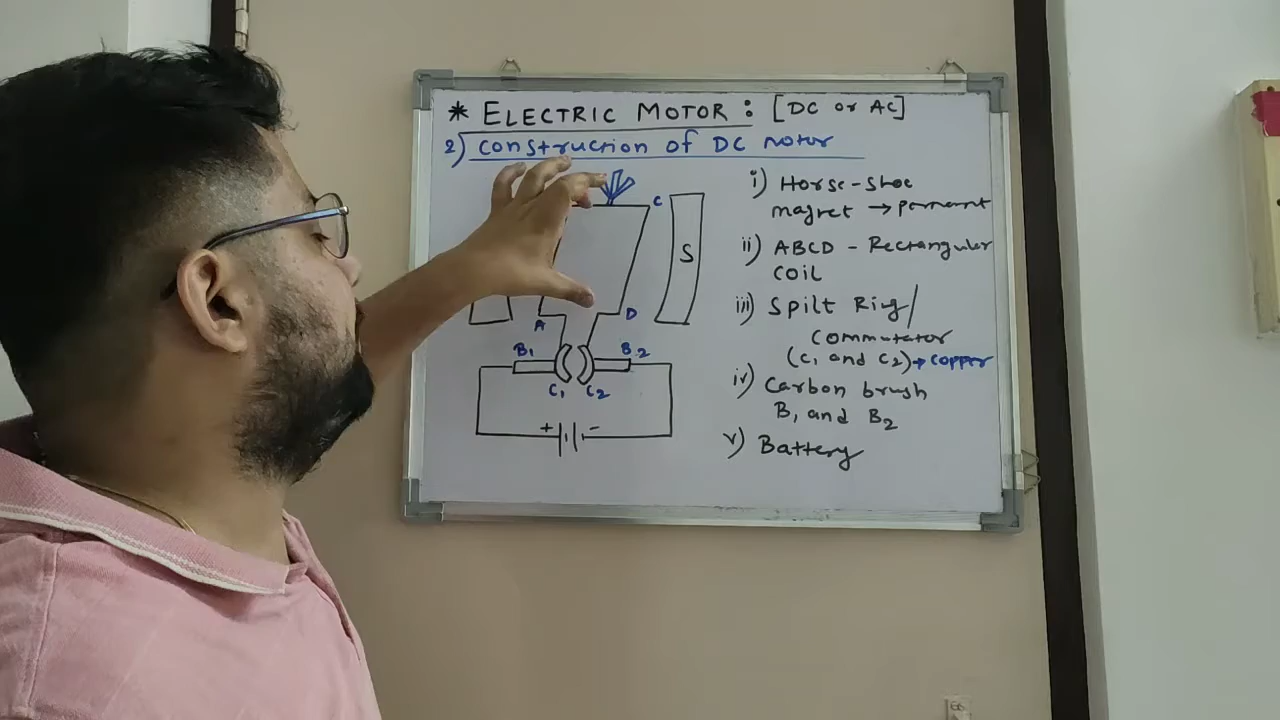 * ELECTRIC MOTOR : [DC or AC]
2) Construction of DC motor
i) Horse-shoe
magnet → permanent
ii) ABCD - Rectangular
coil
iii) Spilt Ring/
Commutator
(C1 and C2) → copper
iv) Carbon brush
B1 and B2
v) Battery
C
S
A
D
B1
B2
C1
C2
+
-